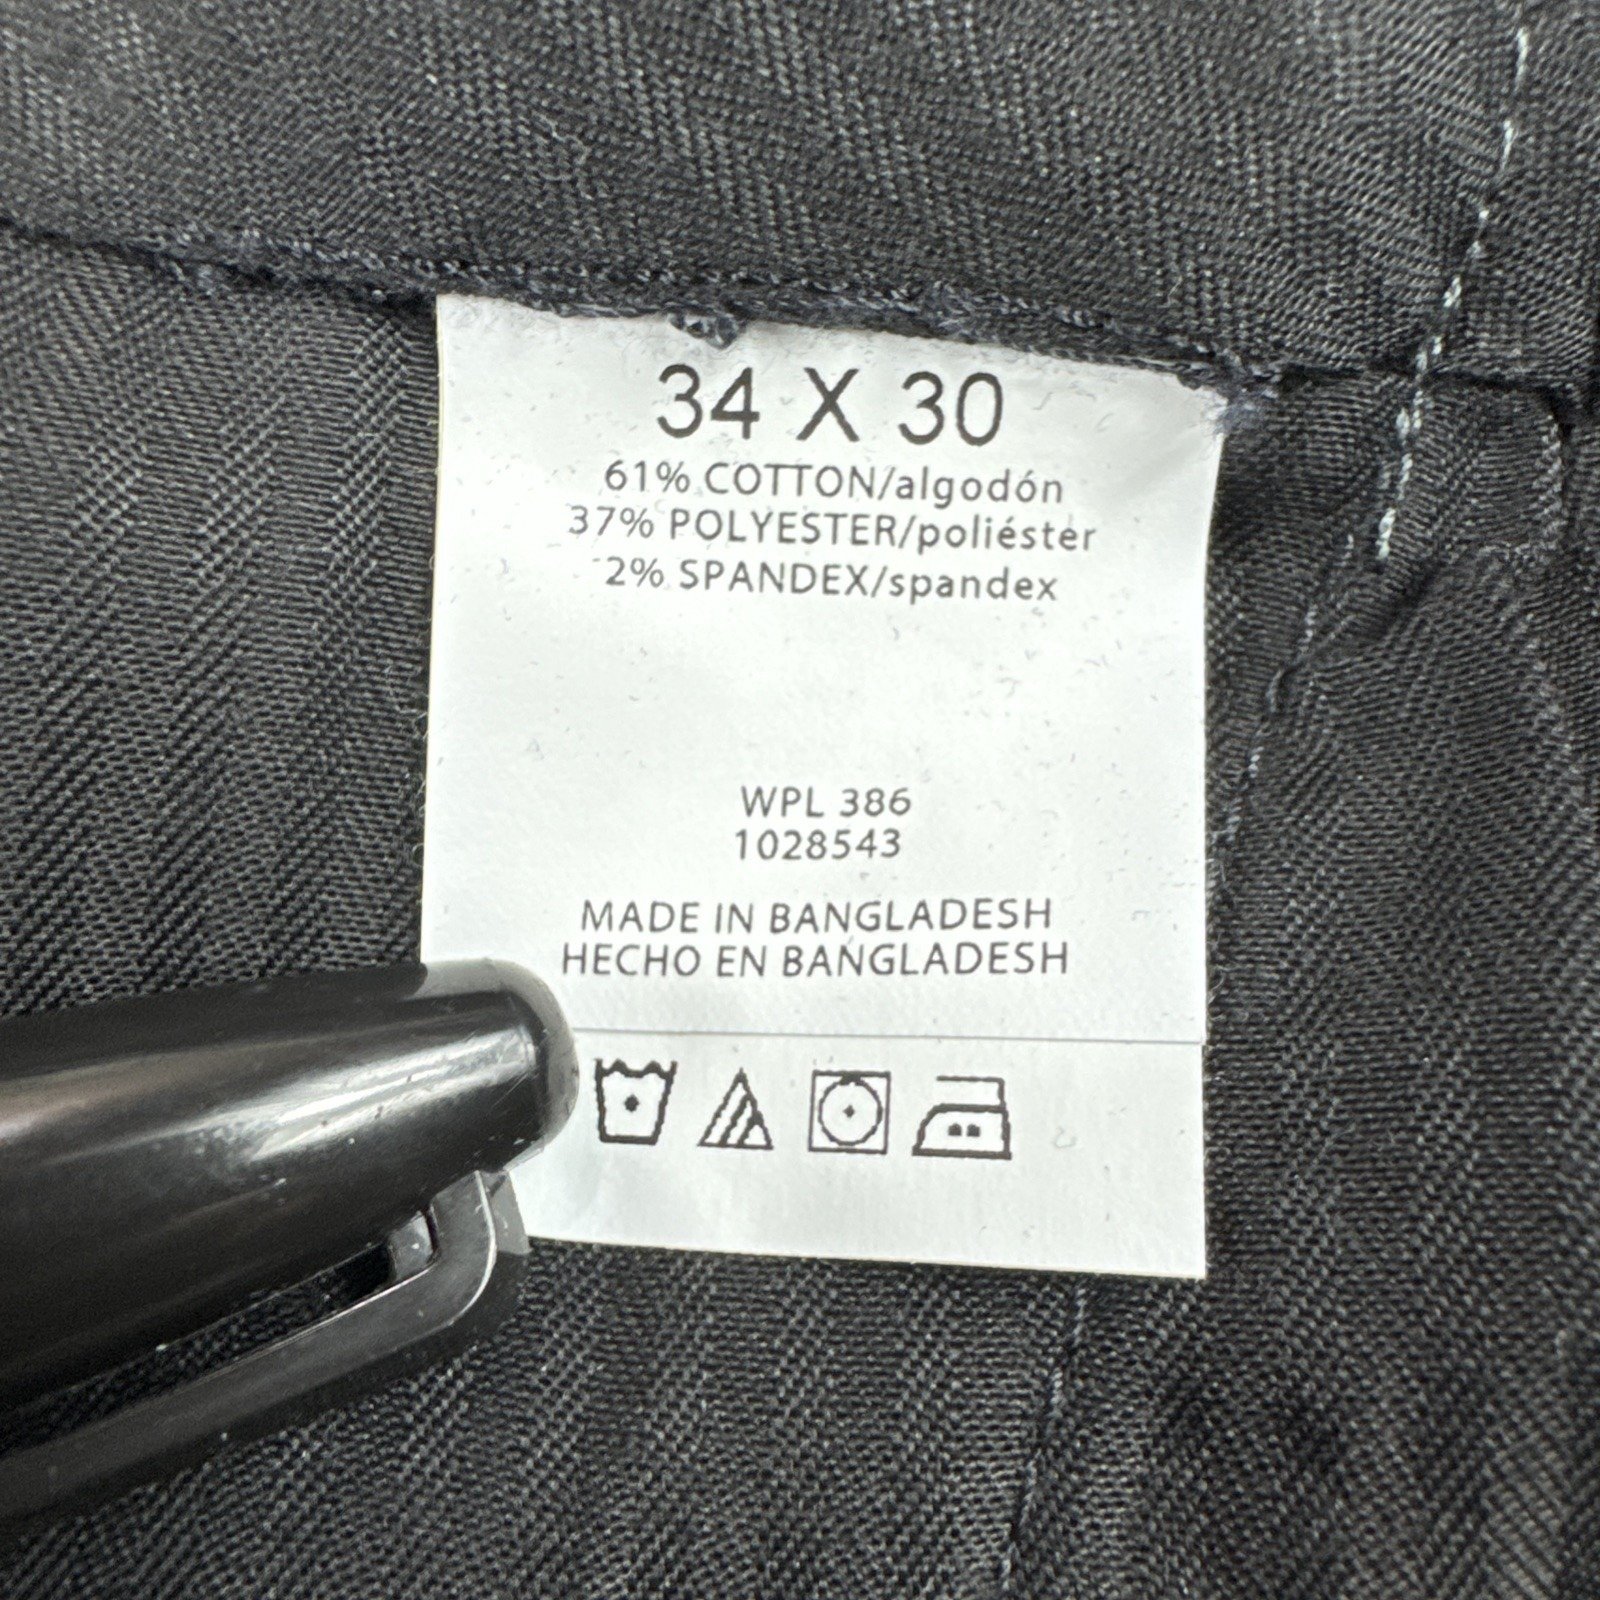 34 X 30
61% COTTON/algodón
37% POLYESTER/poliéster
2% SPANDEX/spandex
WPL 386
1028543
MADE IN BANGLADESH
HECHO EN BANGLADESH